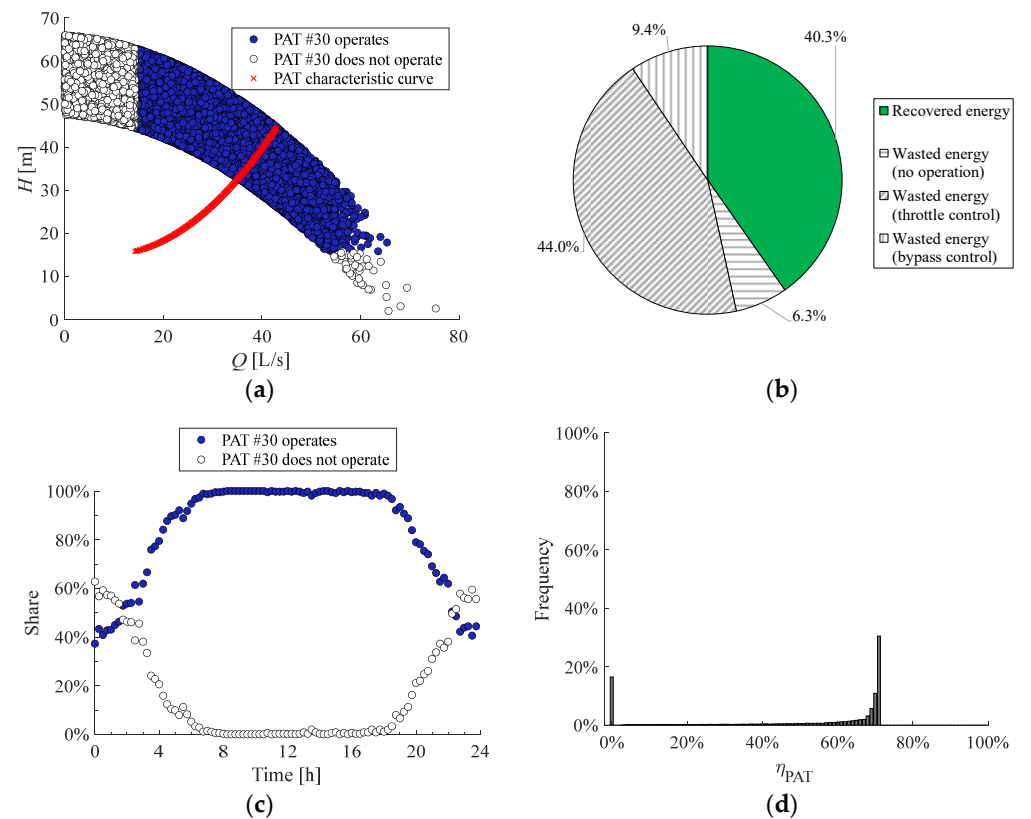 70
60
50
40
30
20
10
0
H [m]
0 20 40 60 80
Q [L/s]
PAT #30 operates
PAT #30 does not operate
PAT characteristic curve
(a)
9.4%
40.3%
44.0%
6.3%
Recovered energy
Wasted energy
(no operation)
Wasted energy
(throttle control)
Wasted energy
(bypass control)
(b)
PAT #30 operates
PAT #30 does not operate
100%
80%
60%
40%
20%
0%
Share
0 4 8 12 16 20 24
Time [h]
(c)
100%
80%
60%
40%
20%
0%
Frequency
0% 20% 40% 60% 80% 100%
ηPAT
(d)